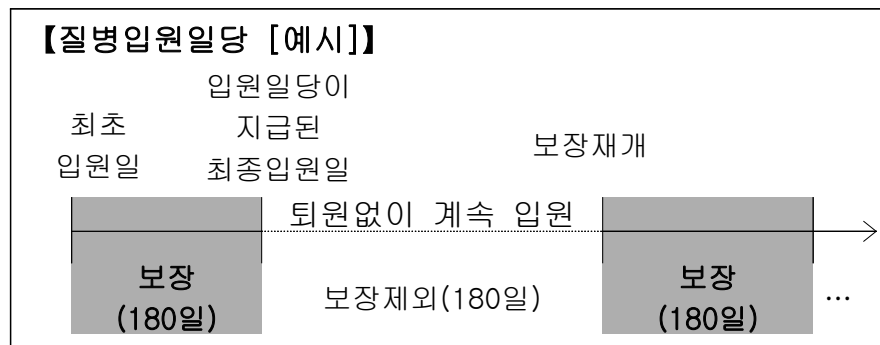 【질병입원일당 [예시]】
입원일당이
최초 지급된 보장재개
입원일 최종입원일
퇴원없이 계속 입원
보장 보장
보장제외(180일) …
(180일) (180일)